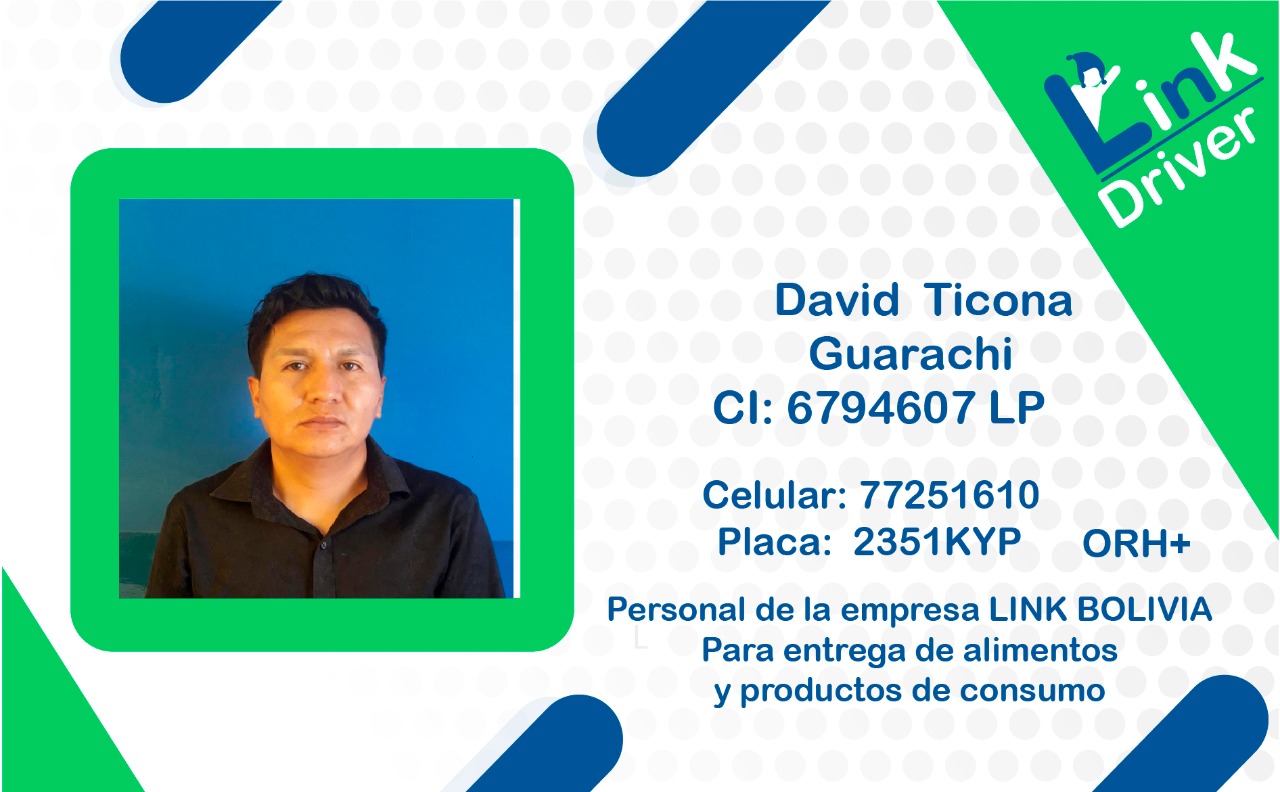 Link
Driver
David Ticona
Guarachi
CI: 6794607 LP
Celular: 77251610
Placa: 2351KYP
ORH+
Personal de la empresa LINK BOLIVIA
Para entrega de alimentos
y productos de consumo
L